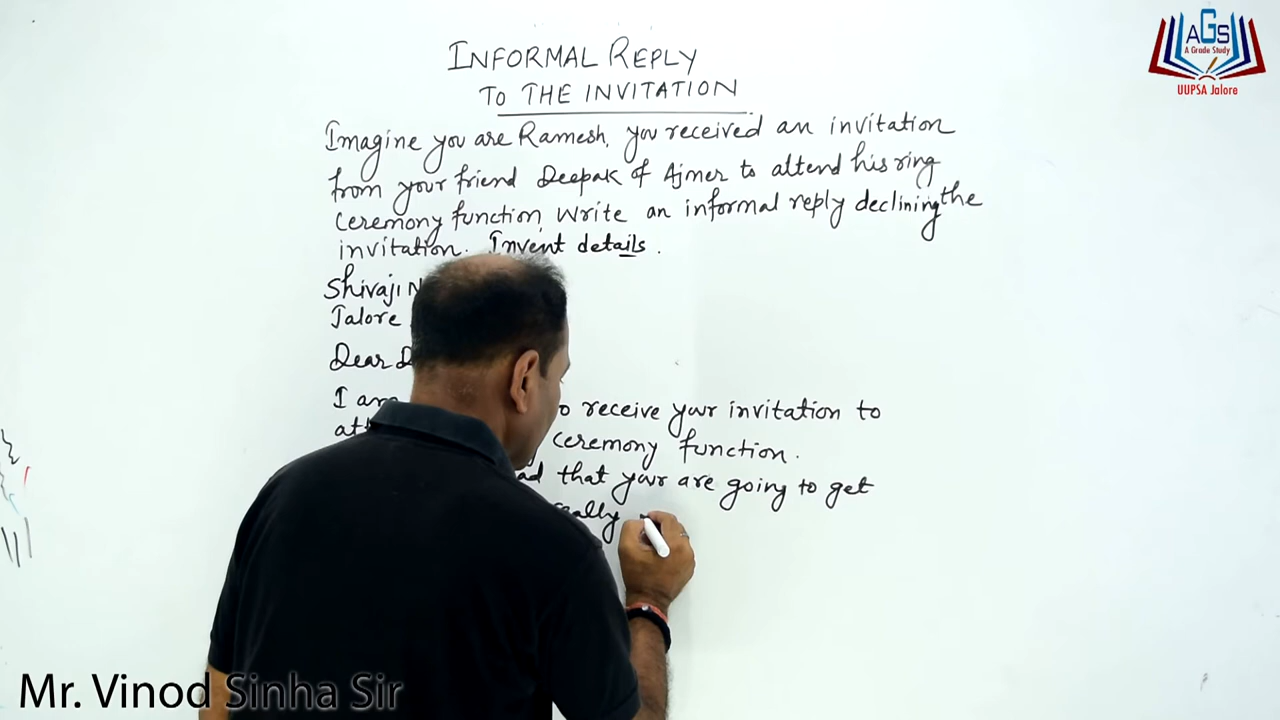 INFORMAL REPLY
TO THE INVITATION
Imagine you are Ramesh, you received an invitation
from your friend Deepak of Ajmer to attend his ring
ceremony function, Write an informal reply declining the
invitation. Invent details.
Shivaji N
Jalore
Dear D
I am receive your invitation to
ceremony function.
that your are going to get
AGS
A Grade Study
UUPSA Jalore
Mr. Vinod Sinha Sir